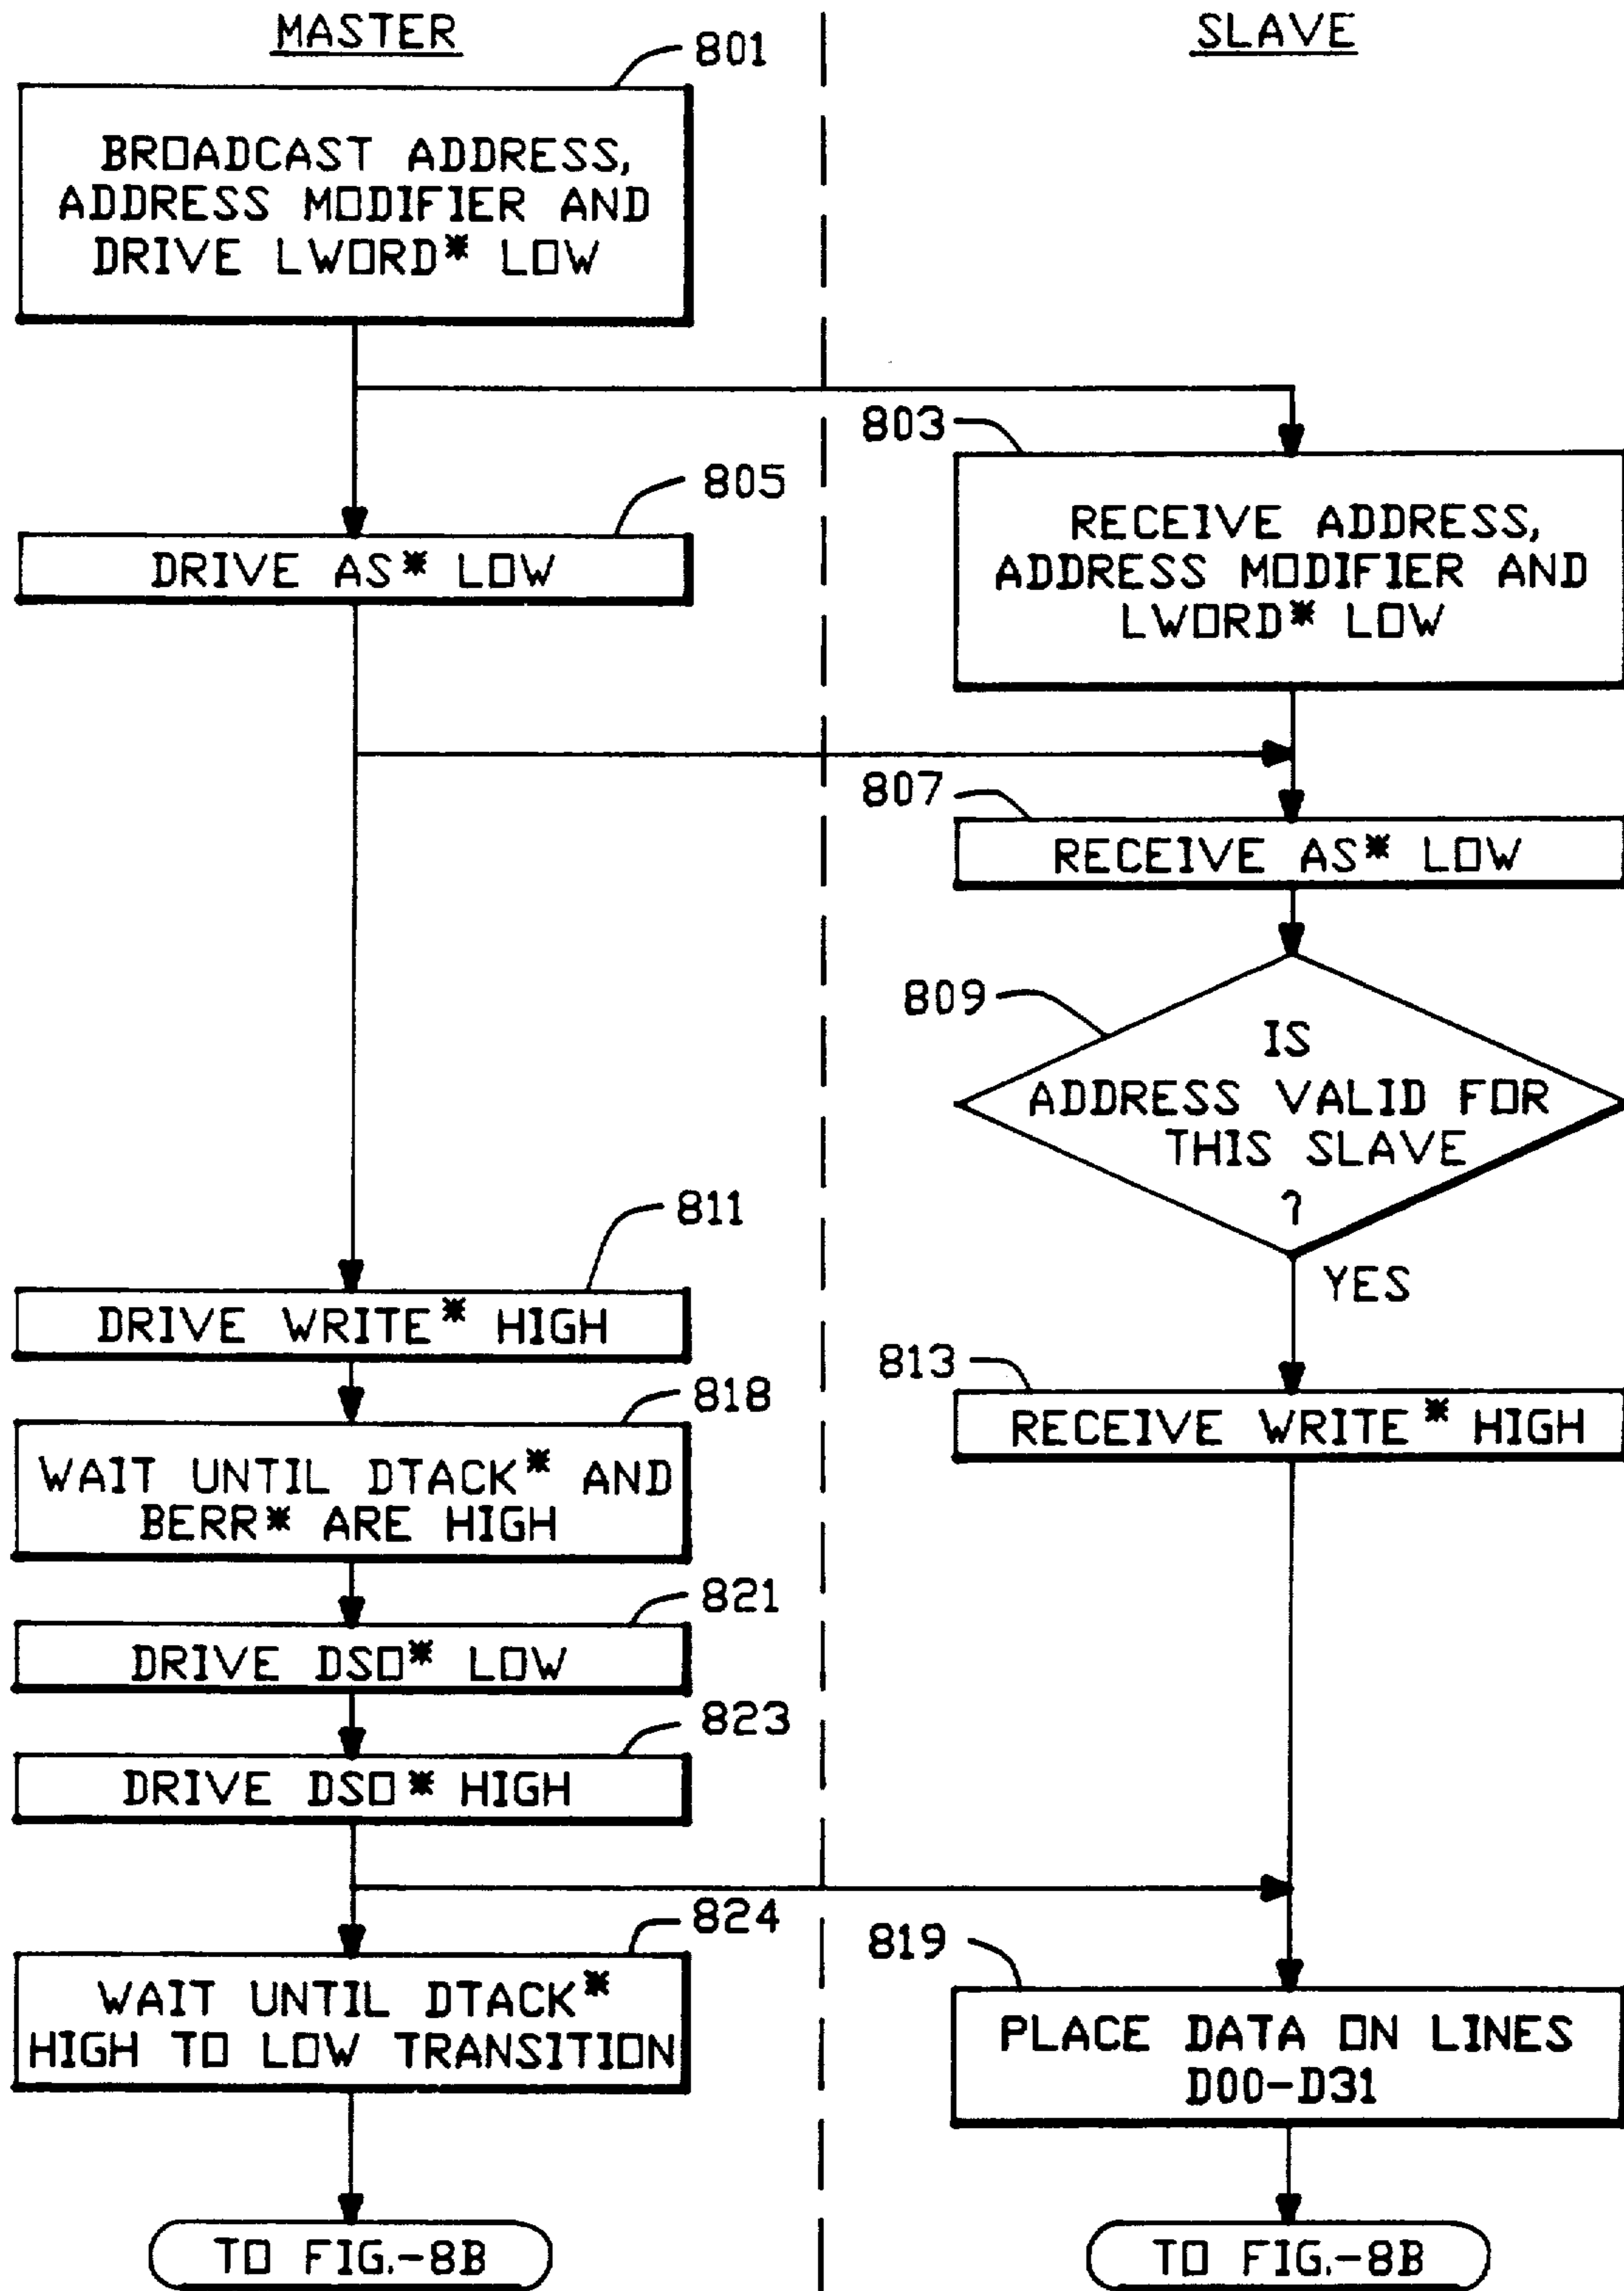 MASTER
SLAVE
801
BROADCAST ADDRESS,
ADDRESS MODIFIER AND
DRIVE LWORD* LOW
803
RECEIVE ADDRESS,
ADDRESS MODIFIER AND
LWORD* LOW
805
DRIVE AS* LOW
807
RECEIVE AS* LOW
809
IS
ADDRESS VALID FOR
THIS SLAVE
?
YES
811
DRIVE WRITE* HIGH
813
RECEIVE WRITE* HIGH
818
WAIT UNTIL DTACK* AND
BERR* ARE HIGH
821
DRIVE DSO* LOW
823
DRIVE DSO* HIGH
824
WAIT UNTIL DTACK*
HIGH TO LOW TRANSITION
819
PLACE DATA ON LINES
D00-D31
TO FIG.-8B
TO FIG.-8B